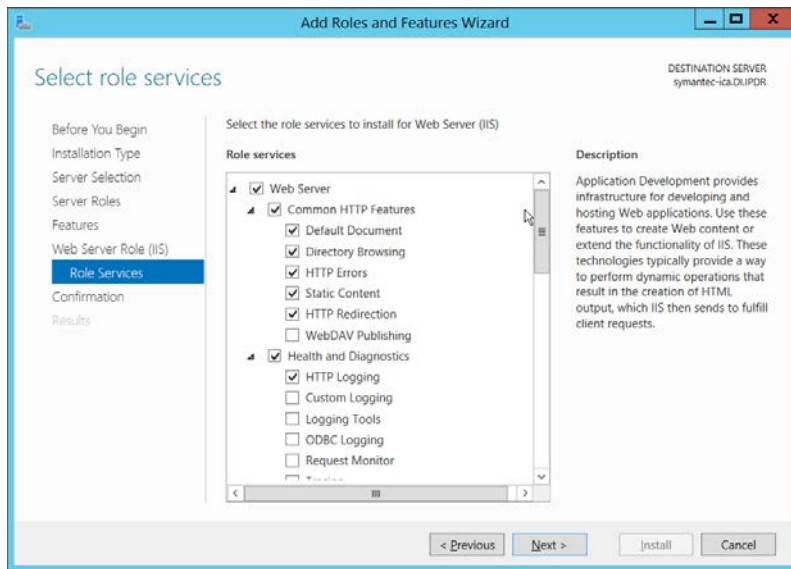 Add Roles and Features Wizard
Select role services
DESTINATION SERVER
symantec-ica.DI.IPDR
Before You Begin
Installation Type
Server Selection
Server Roles
Features
Web Server Role (IIS)
Role Services
Confirmation
Results
Select the role services to install for Web Server (IIS)
Role services
Web Server
Common HTTP Features
Default Document
Directory Browsing
HTTP Errors
Static Content
HTTP Redirection
WebDAV Publishing
Health and Diagnostics
HTTP Logging
Custom Logging
Logging Tools
ODBC Logging
Request Monitor
Tracing
Description
Application Development provides
infrastructure for developing and
hosting Web applications. Use these
features to create Web content or
extend the functionality of IIS. These
technologies typically provide a way
to perform dynamic operations that
result in the creation of HTML
output, which IIS then sends to fulfill
client requests.
< Previous
Next >
Install
Cancel